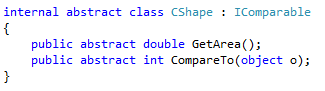 internal abstract class CShape : IComparable
{
    public abstract double GetArea();
    public abstract int CompareTo(object o);
}